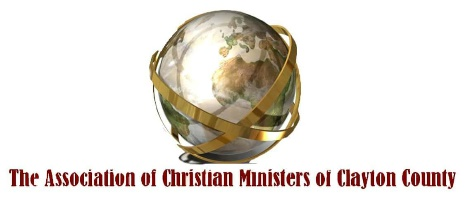 The Association of Christian Ministers of Clayton County